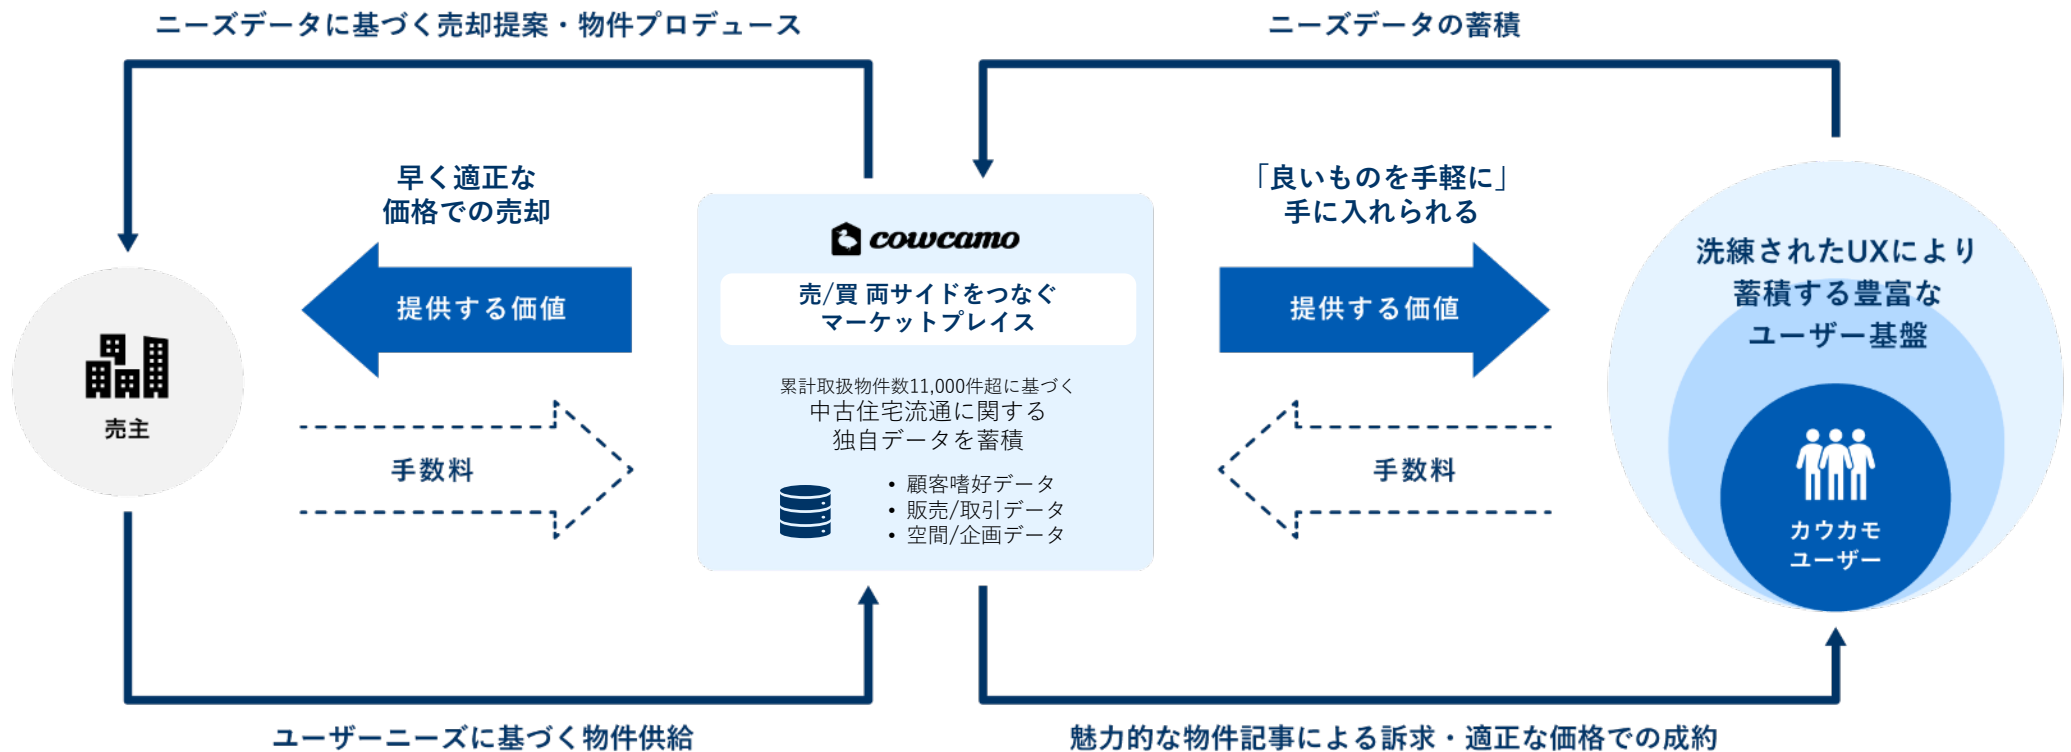 ニーズデータに基づく売却提案・物件プロデュース
ニーズデータの蓄積
早く適正な
価格での売却
提供する価値
手数料
売主
cowcamo
売/買 両サイドをつなぐ
マーケットプレイス
累計取扱物件数11,000件超に基づく
中古住宅流通に関する
独自データを蓄積
• 顧客嗜好データ
• 販売/取引データ
• 空間/企画データ
「良いものを手軽に」
手に入れられる
提供する価値
手数料
洗練されたUXにより
蓄積する豊富な
ユーザー基盤
カウカモ
ユーザー
ユーザーニーズに基づく物件供給
魅力的な物件記事による訴求・適正な価格での成約